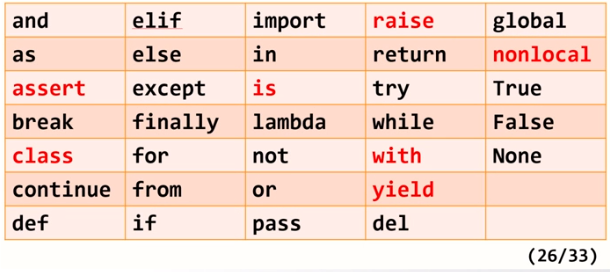 and elif import raise global
as else in return nonlocal
assert except is try True
break finally lambda while False
class for not with None
continue from or yield
def if pass del
(26/33)